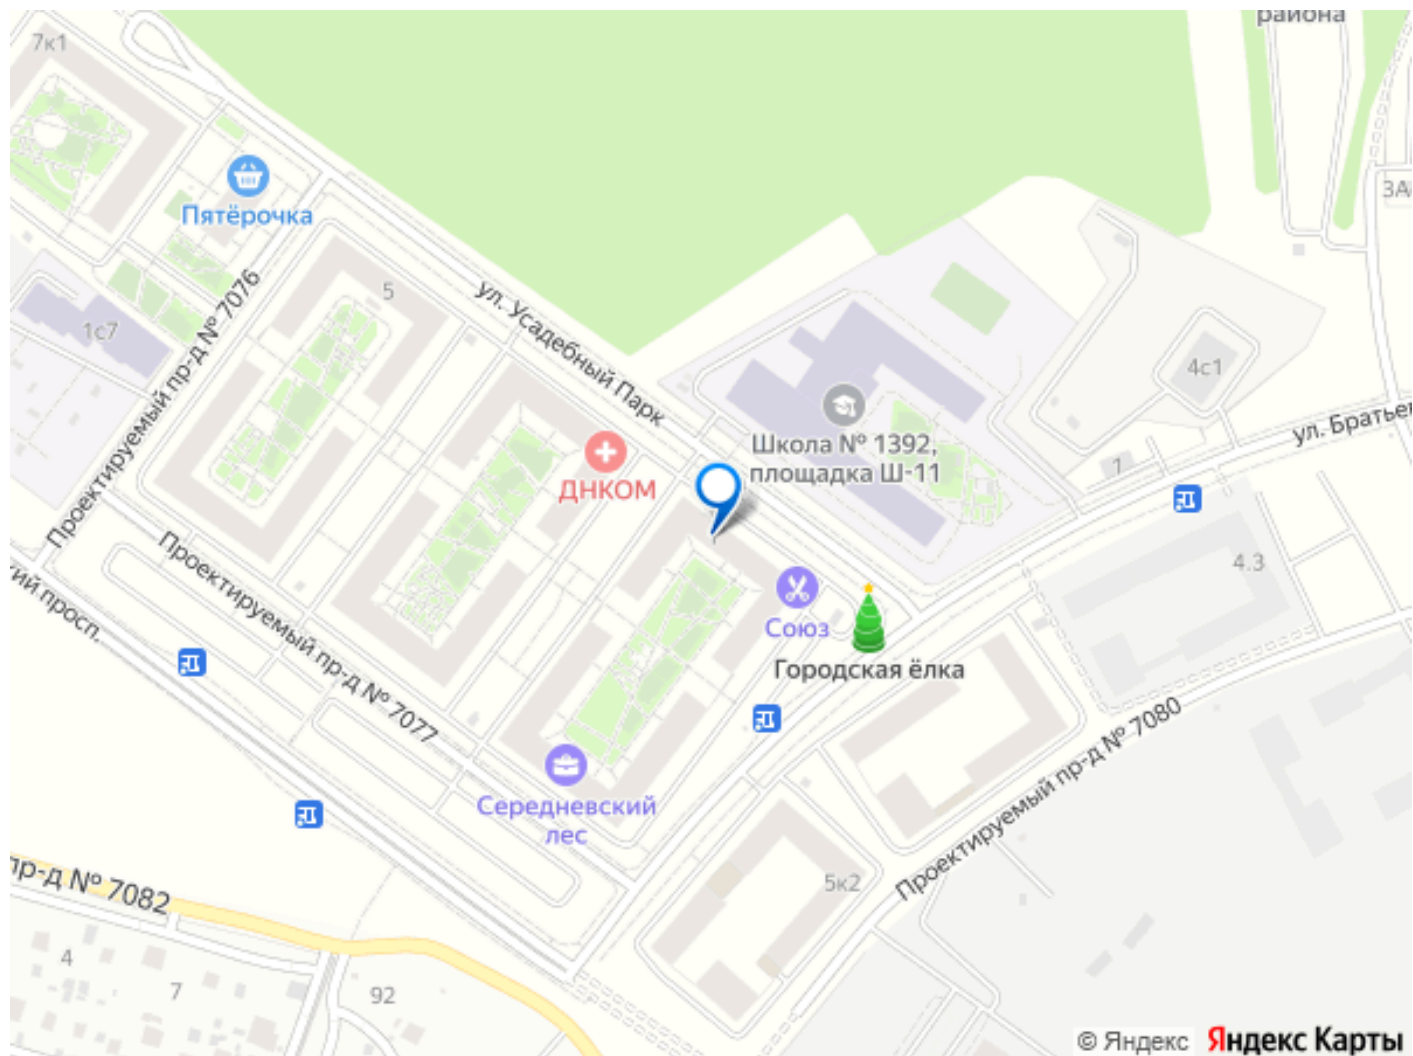 района
7к1
Пятёрочка
ЗА
Проектируемый пр-д № 7076
ул. Усадебный Парк
5
1с7
4с1
ул. Братьев
Школа № 1392,
площадка Ш-11
1
ДНКОМ
4.3
Союз
Городская ёлка
Проектируемый пр-д № 7077
гий просп.
Проектируемый пр-д № 7080
Середневский
лес
5к2
пр-д № 7082
4
7
92
© Яндекс Яндекс Карты